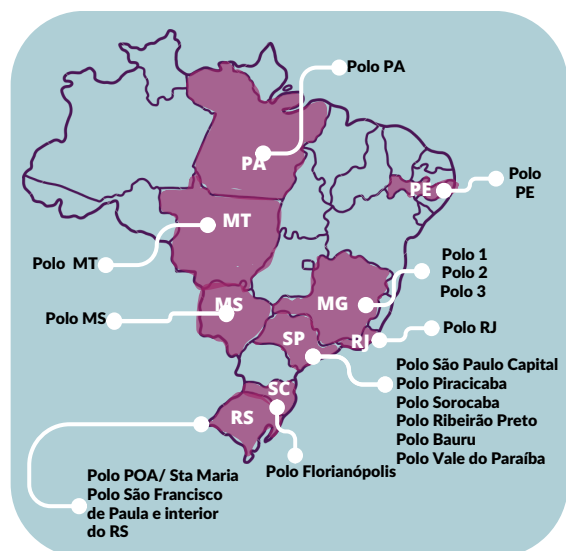 Polo PA
PA
PE
Polo
PE
MT
Polo  MT
Polo 1
Polo 2
Polo 3
MS
MG
Polo MS
SP
RJ
Polo RJ
Polo São Paulo Capital
Polo Piracicaba
Polo Sorocaba
Polo Ribeirão Preto
Polo Bauru
Polo Vale do Paraíba
SC
RS
Polo Florianópolis
Polo POA/ Sta Maria
Polo São Francisco
de Paula e interior
do RS